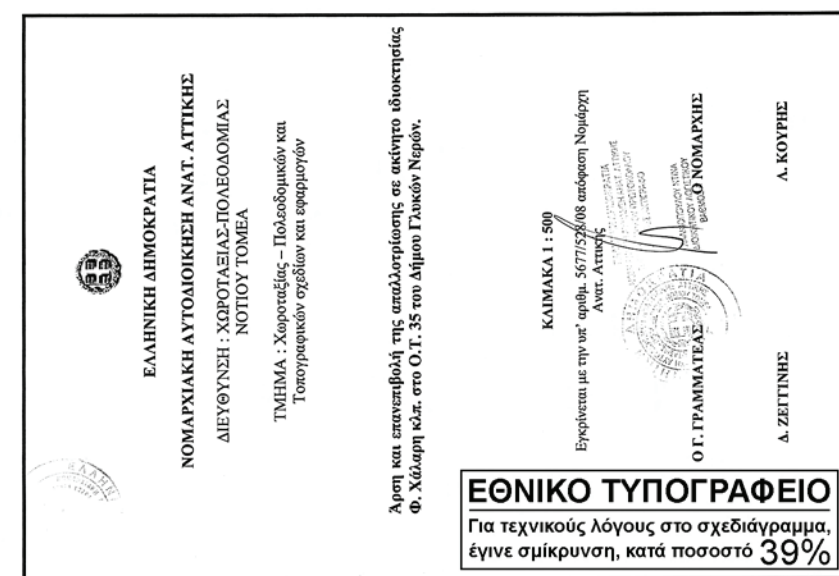 ΕΛΛΗΝΙΚΗ ΔΗΜΟΚΡΑΤΙΑ
ΝΟΜΑΡΧΙΑΚΗ ΑΥΤΟΔΙΟΙΚΗΣΗ ΑΝΑΤ. ΑΤΤΙΚΗΣ
ΔΙΕΥΘΥΝΣΗ : ΧΩΡΟΤΑΞΙΑΣ-ΠΟΛΕΟΔΟΜΙΑΣ
ΝΟΤΙΟΥ ΤΟΜΕΑ
ΤΜΗΜΑ : Χωροταξίας – Πολεοδομικών και
Τοπογραφικών σχεδίων και εφαρμογών
Άρση και επανεπιβολή της απαλλοτρίωσης σε ακίνητο ιδιοκτησίας
Φ. Χάλαρη κλπ. στο Ο.Τ. 35 του Δήμου Γλυκών Νερών.
ΚΛΙΜΑΚΑ 1 : 500
Εγκρίνεται με την υπ' αριθμ. 5677/528/08 απόφαση Νομάρχη
Ανατ. Αττικής
Ο Γ. ΓΡΑΜΜΑΤΕΑΣ Ο ΝΟΜΑΡΧΗΣ
Δ. ΖΕΓΓΙΝΗΣ Λ. ΚΟΥΡΗΣ
ΕΘΝΙΚΟ ΤΥΠΟΓΡΑΦΕΙΟ
Για τεχνικούς λόγους στο σχεδιάγραμμα,
έγινε σμίκρυνση, κατά ποσοστό 39%